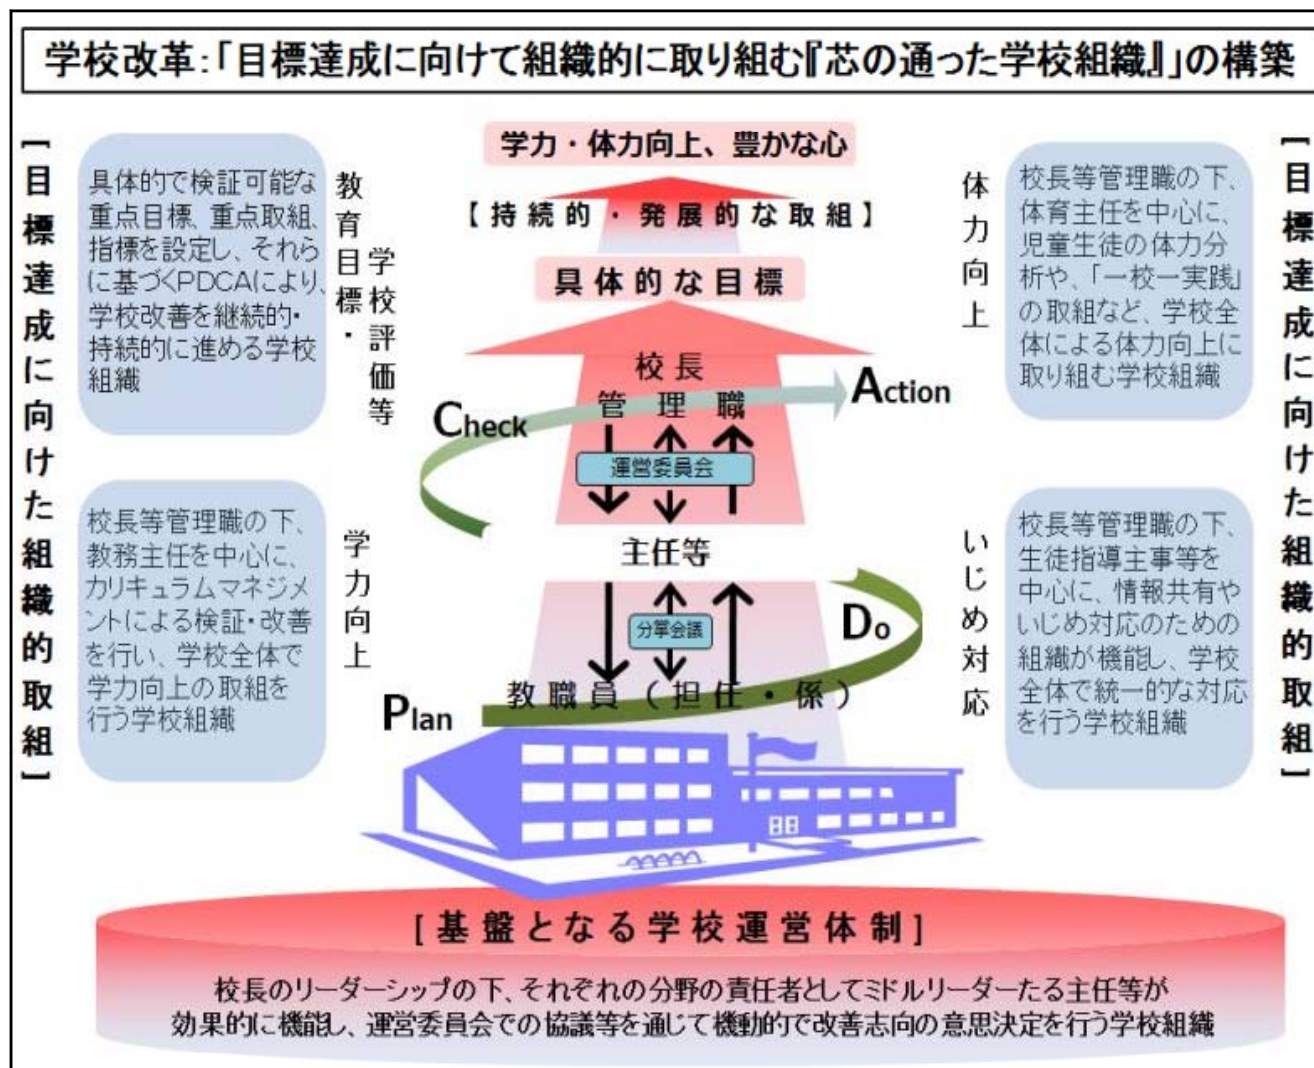 学校改革:「目標達成に向けて組織的に取り組む『芯の通った学校組織』」の構築
[目標達成に向けた組織的取組]
具体的で検証可能な
重点目標、重点取組、
指標を設定し、それら
に基づくPDCAにより、
学校改善を継続的・
持続的に進める学校
組織
教育目標・
学校評価等
校長等管理職の下、
教務主任を中心に、
カリキュラムマネジメ
ントによる検証・改善
を行い、学校全体で
学力向上の取組を
行う学校組織
学力向上
学力・体力向上、豊かな心
【持続的・発展的な取組】
具体的な目標
校長
管理職
Check
Action
運営委員会
主任等
分掌会議
Do
教職員(担任・係)
Plan
体力向上
校長等管理職の下、
体育主任を中心に、
児童生徒の体力分
析や、「一校一実践」
の取組など、学校全
体による体力向上に
取り組む学校組織
いじめ対応
校長等管理職の下、
生徒指導主事等を
中心に、情報共有や
いじめ対応のための
組織が機能し、学校
全体で統一的な対応
を行う学校組織
[目標達成に向けた組織的取組]
[基盤となる学校運営体制]
校長のリーダーシップの下、それぞれの分野の責任者としてミドルリーダーたる主任等が
効果的に機能し、運営委員会での協議等を通じて機動的で改善志向の意思決定を行う学校組織